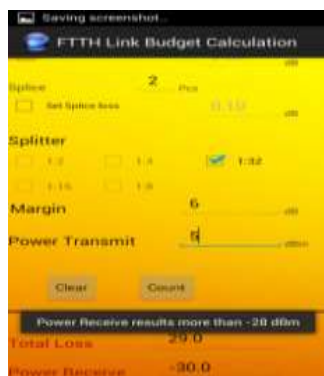 Saving screenshot...
FTTH Link Budget Calculation
dB
Splice 2 Pcs
Set Splice loss 0.10 dB
Splitter
1:2 1:4 1:32
1:16 1:8
Margin 6 dB
Power Transmit 5 dBm
Clear Count
Power Receive results more than -28 dBm
Total Loss 29.0
Power Receive -30.0